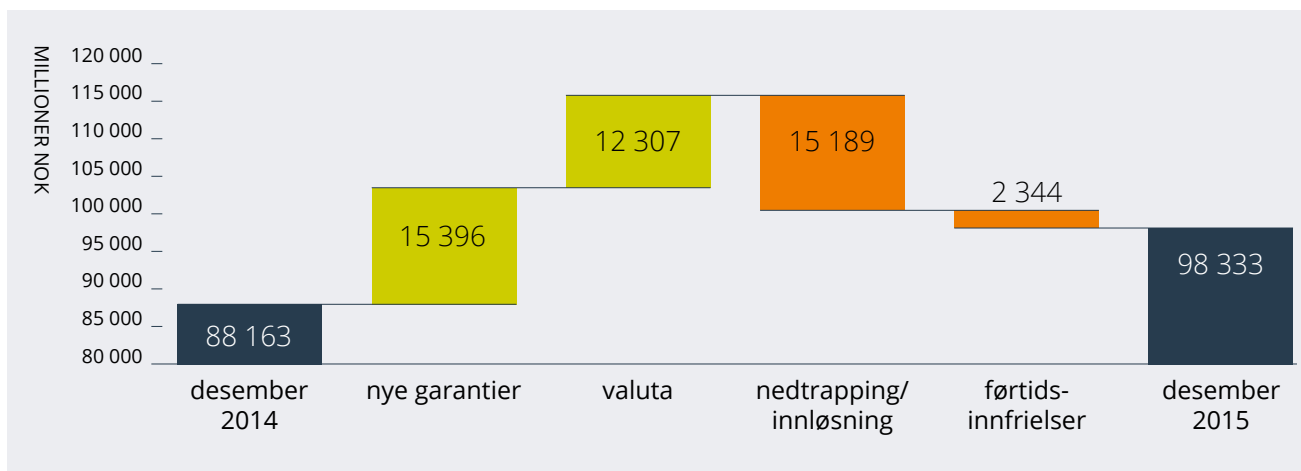 MILLIONER NOK
120 000
115 000
110 000
105 000
100 000
95 000
90 000
85 000
80 000
88 163
15 396
12 307
15 189
2 344
98 333
desember
2014
nye garantier
valuta
nedtrapping/
innløsning
førtids-
innfrielser
desember
2015